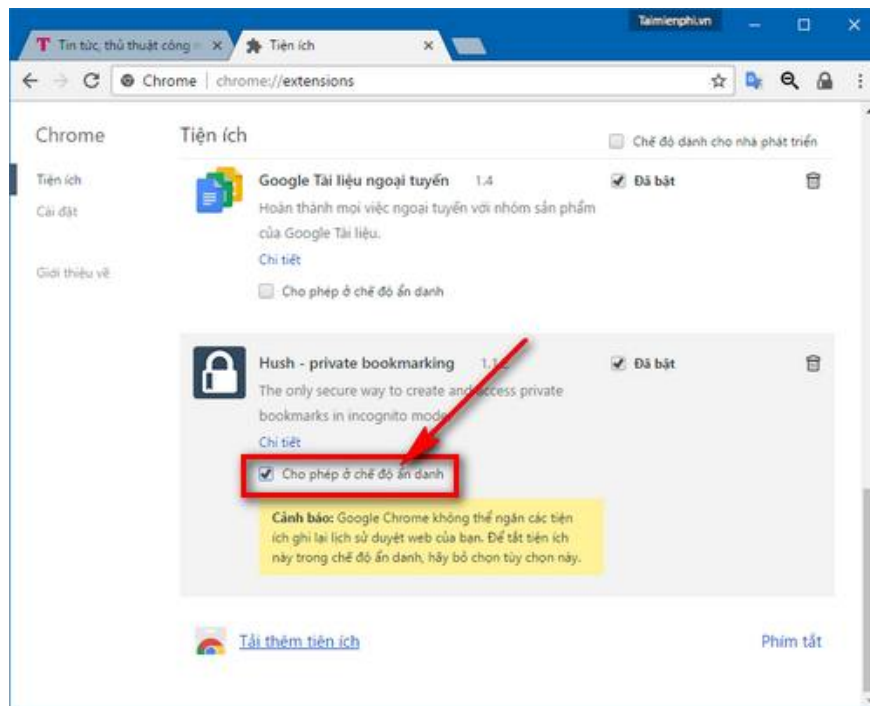 Taimienphi.vn
Tin tức, thủ thuật công n
Tiện ích
Chrome | chrome://extensions
Chrome
Tiện ích
Chế độ dành cho nhà phát triển
Tiện ích
Cài đặt
Giới thiệu về
Google Tài liệu ngoại tuyến 1.4
Đã bật
Hoàn thành mọi việc ngoại tuyến với nhóm sản phẩm
của Google Tài liệu.
Chi tiết
Cho phép ở chế độ ẩn danh
Hush - private bookmarking
Đã bật
The only secure way to create and access private
bookmarks in incognito mode.
Chi tiết
Cho phép ở chế độ ẩn danh
Cảnh báo: Google Chrome không thể ngăn các tiện
ích ghi lại lịch sử duyệt web của bạn. Để tắt tiện ích
này trong chế độ ẩn danh, hãy bỏ chọn tùy chọn này.
Tải thêm tiện ích
Phím tắt